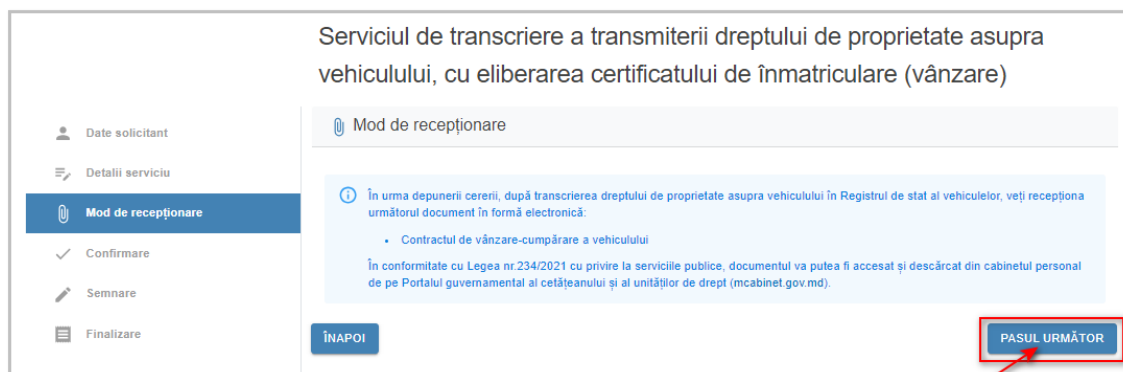 Serviciul de transcriere a transmiterii dreptului de proprietate asupra
vehiculului, cu eliberarea certificatului de înmatriculare (vânzare)
Date solicitant
Detalii serviciu
Mod de recepționare
Confirmare
Semnare
Finalizare
Mod de recepționare
În urma depunerii cererii, după transcrierea dreptului de proprietate asupra vehiculului în Registrul de stat al vehiculelor, veți recepționa
următorul document în formă electronică:
• Contractul de vânzare-cumpărare a vehiculului
În conformitate cu Legea nr.234/2021 cu privire la serviciile publice, documentul va putea fi accesat și descărcat din cabinetul personal
de pe Portalul guvernamental al cetățeanului și al unităților de drept (mcabinet.gov.md).
ÎNAPOI
PASUL URMĂTOR